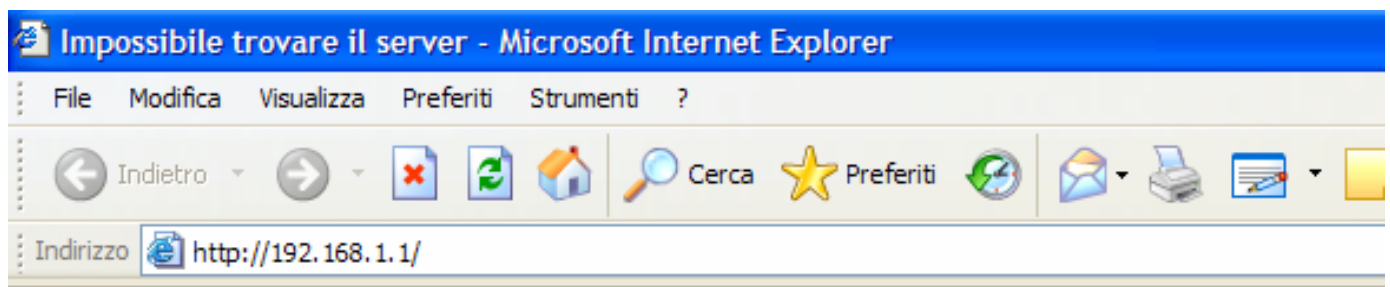 Impossibile trovare il server - Microsoft Internet Explorer
File Modifica Visualizza Preferiti Strumenti ?
Indietro Cerca Preferiti
Indirizzo http://192.168.1.1/